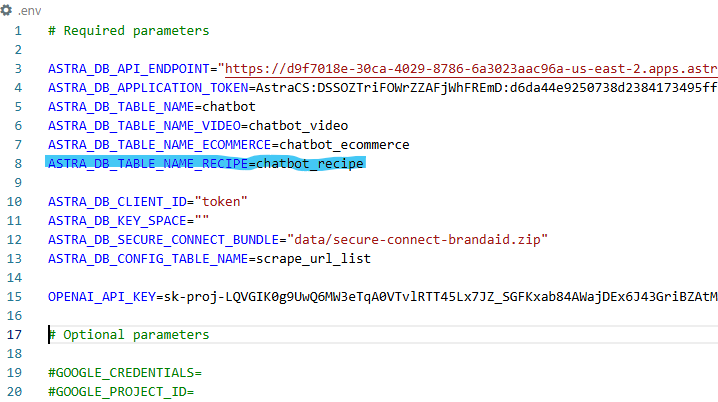 .env
1 # Required parameters
2
3 ASTRA_DB_API_ENDPOINT="https://d9f7018e-30ca-4029-8786-6a3023aac96a-us-east-2.apps.astr
4 ASTRA_DB_APPLICATION_TOKEN=AstraCS:DSSOZTriFOWrZZAFjWhFREmD:d6da44e9250738d2384173495ff
5 ASTRA_DB_TABLE_NAME=chatbot
6 ASTRA_DB_TABLE_NAME_VIDEO=chatbot_video
7 ASTRA_DB_TABLE_NAME_ECOMMERCE=chatbot_ecommerce
8 ASTRA_DB_TABLE_NAME_RECIPE=chatbot_recipe
9
10 ASTRA_DB_CLIENT_ID="token"
11 ASTRA_DB_KEY_SPACE=""
12 ASTRA_DB_SECURE_CONNECT_BUNDLE="data/secure-connect-brandaid.zip"
13 ASTRA_DB_CONFIG_TABLE_NAME=scrape_url_list
14
15 OPENAI_API_KEY=sk-proj-LQVGIK0g9UwQ6MW3eTqA0VTvlRTT45Lx7JZ_SGFKxab84AWajDEx6J43GriBZAtM
16
17 # Optional parameters
18
19 #GOOGLE_CREDENTIALS=
20 #GOOGLE_PROJECT_ID=